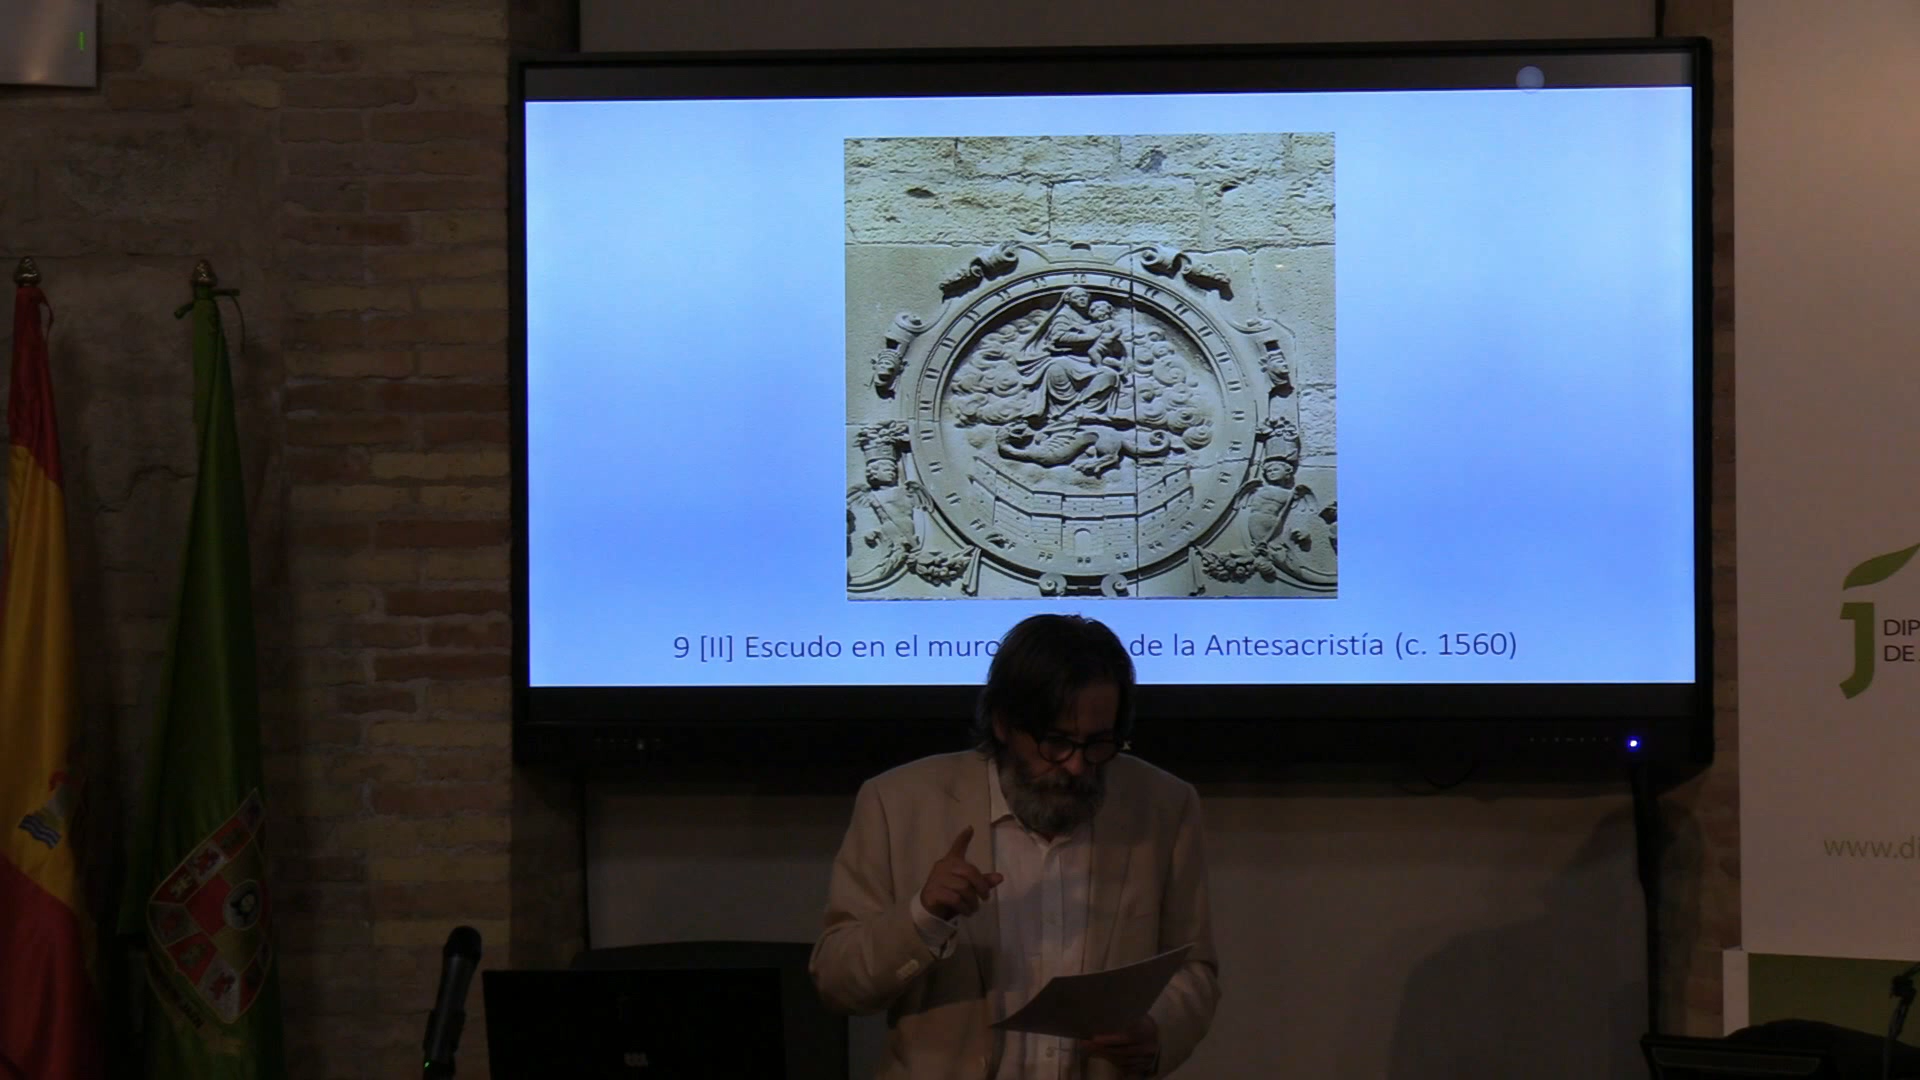 9 [II] Escudo en el muro de la Antesacristía (c. 1560)
DIP
DE
www.d